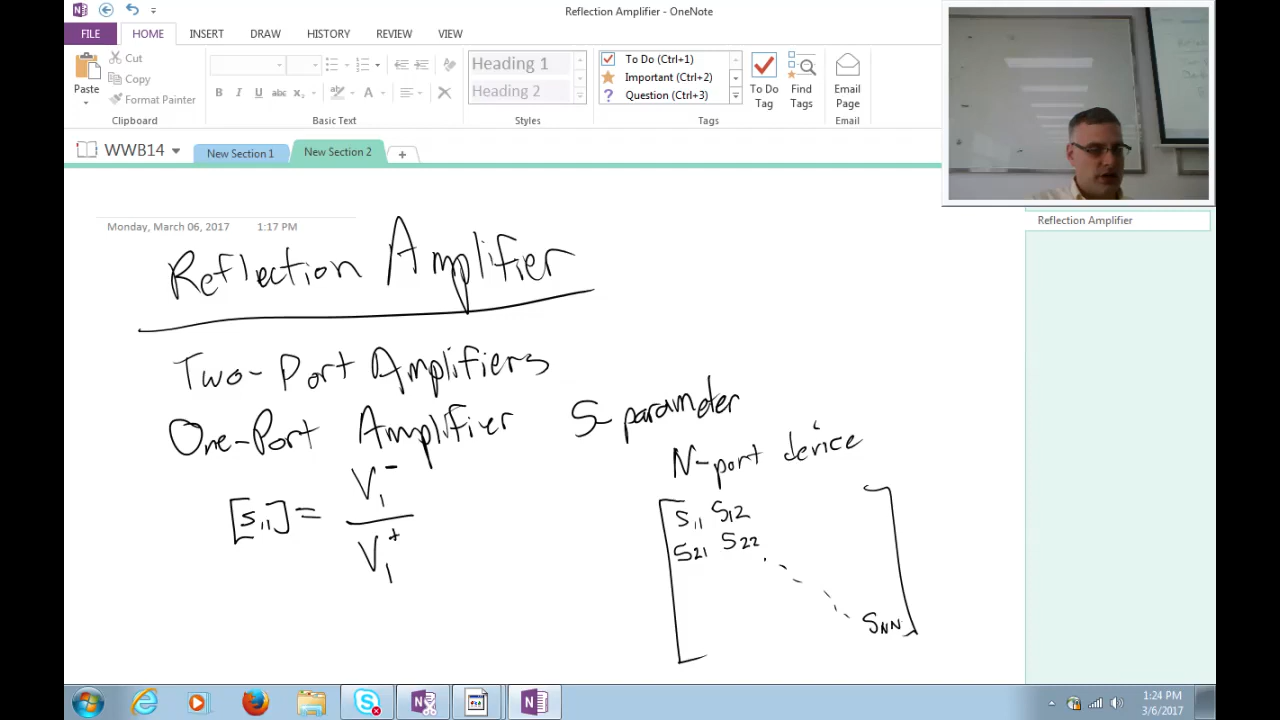 Reflection Amplifier - OneNote
FILE HOME INSERT DRAW HISTORY REVIEW VIEW
Paste
Cut
Copy
Format Painter
Clipboard
B I U abc x A
Basic Text
Heading 1
Heading 2
Styles
To Do (Ctrl+1)
Important (Ctrl+2)
? Question (Ctrl+3)
Tags
To Do Tag
Find Tags
Email Page
Email
WWB14
New Section 1
New Section 2
+
Reflection Amplifier
Monday, March 06, 2017 1:17 PM
Reflection Amplifier
Two-Port Amplifiers
One-Port Amplifier S-parameter
N-port device
[S11] = V1- / V1+
S11 S12
S21 S22
SNN
1:24 PM
3/6/2017